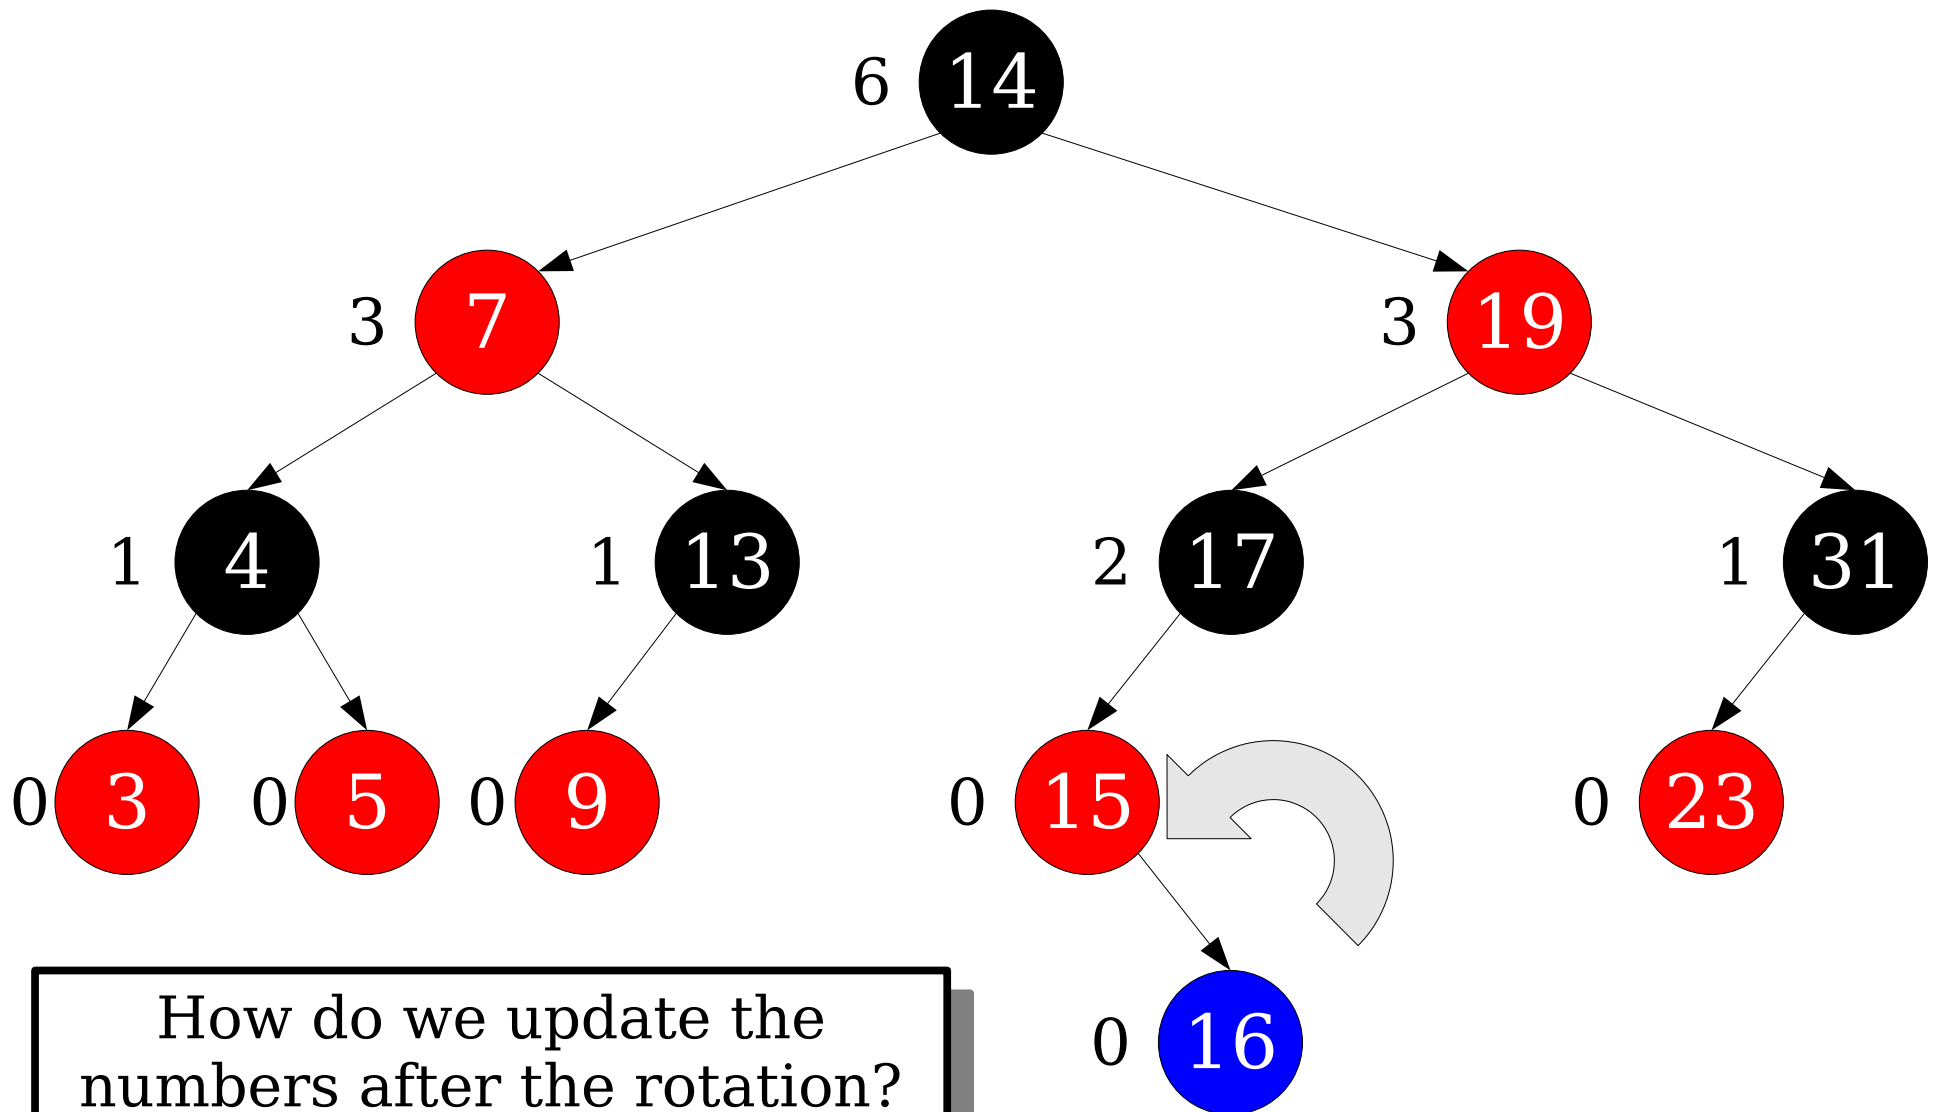 6 14
3 7 3 19
1 4 1 13 2 17 1 31
0 3 0 5 0 9 0 15 0 23
0 16
How do we update the
numbers after the rotation?